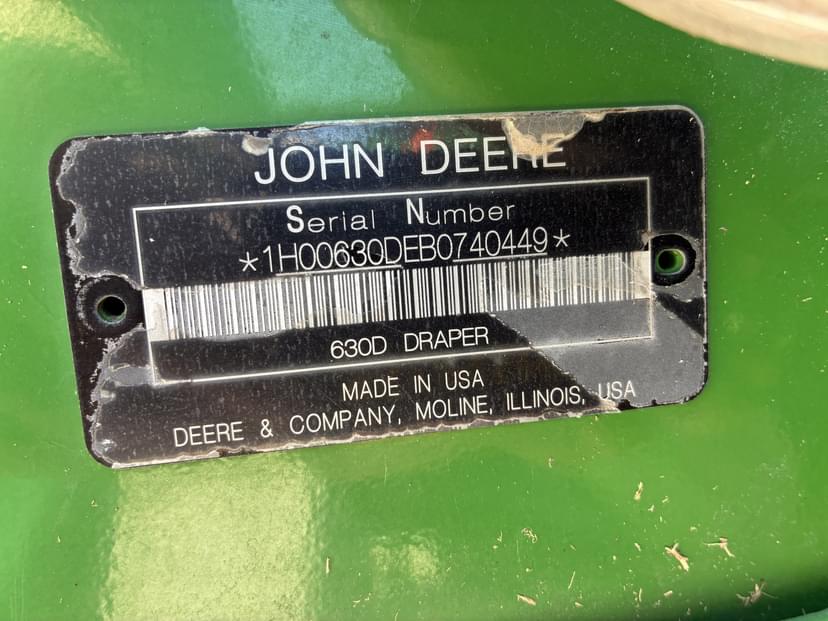 JOHN DEERE
Serial Number
*1H00630DEB0740449*
630D DRAPER
MADE IN USA
DEERE & COMPANY, MOLINE, ILLINOIS, USA